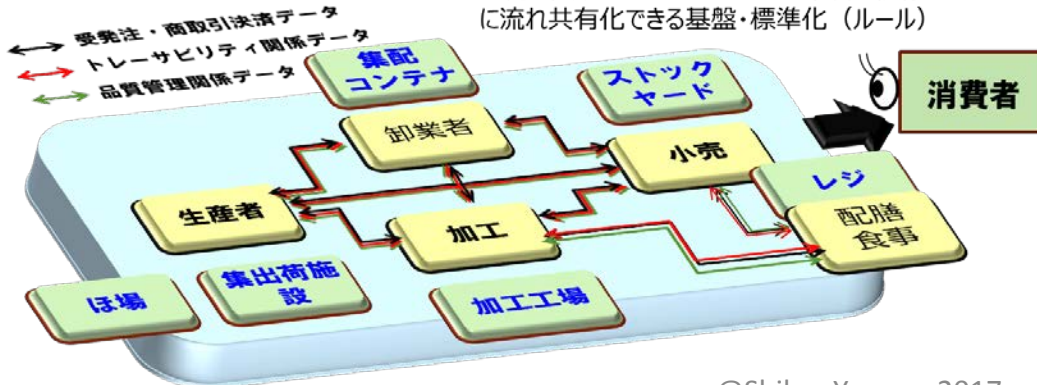 に流れ共有化できる基盤・標準化（ルール）
受発注・商取引決済データ
トレーサビリティ関係データ
品質管理関係データ
集配
コンテナ
ストック
ヤード
消費者
卸業者
小売
レジ
生産者
加工
配膳
食事
ほ場
集出荷施
設
加工工場
2017